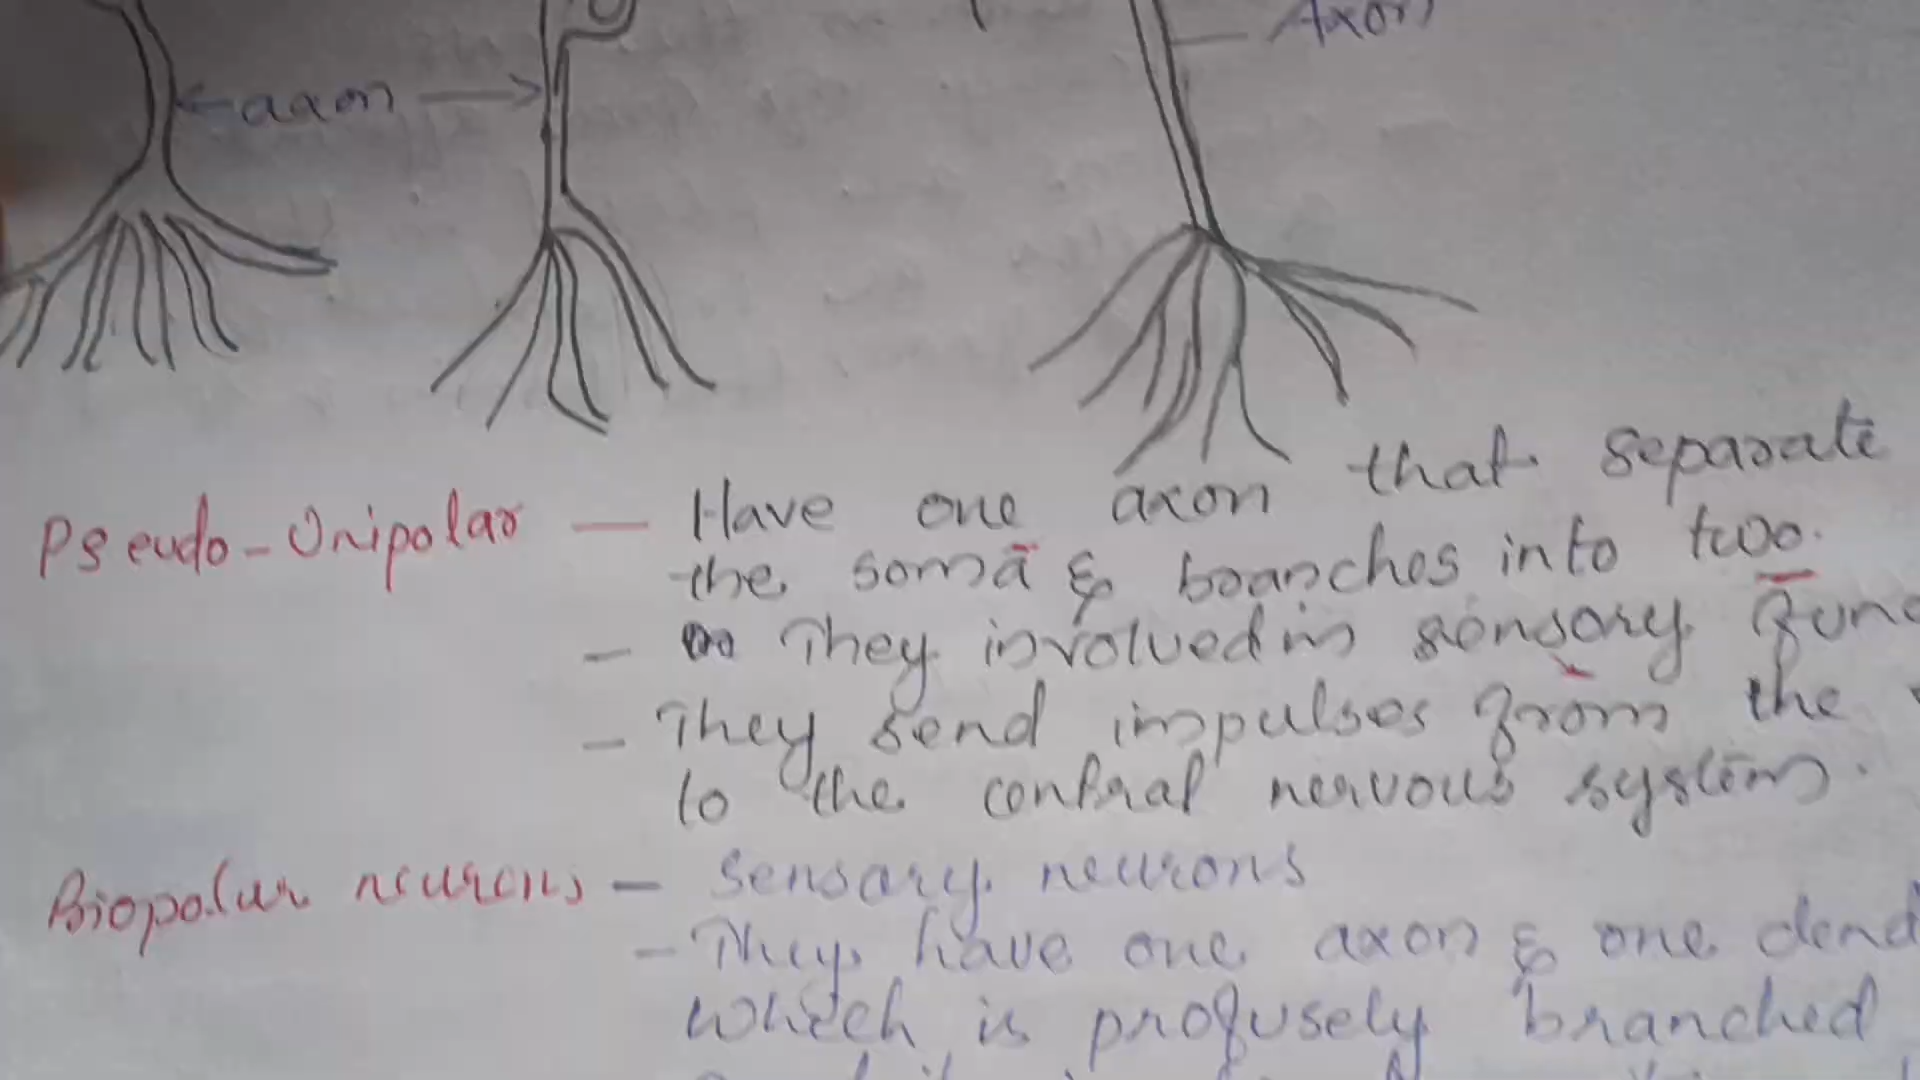 Axon
axon
Pseudo-Unipolar — Have one axon that separate
the soma & branches into two.
- They involved in sensory
- They send impulses from the
to the central nervous system.
Biopolar neurons — Sensary neurons
- They have one axon & one
which is profusely branched